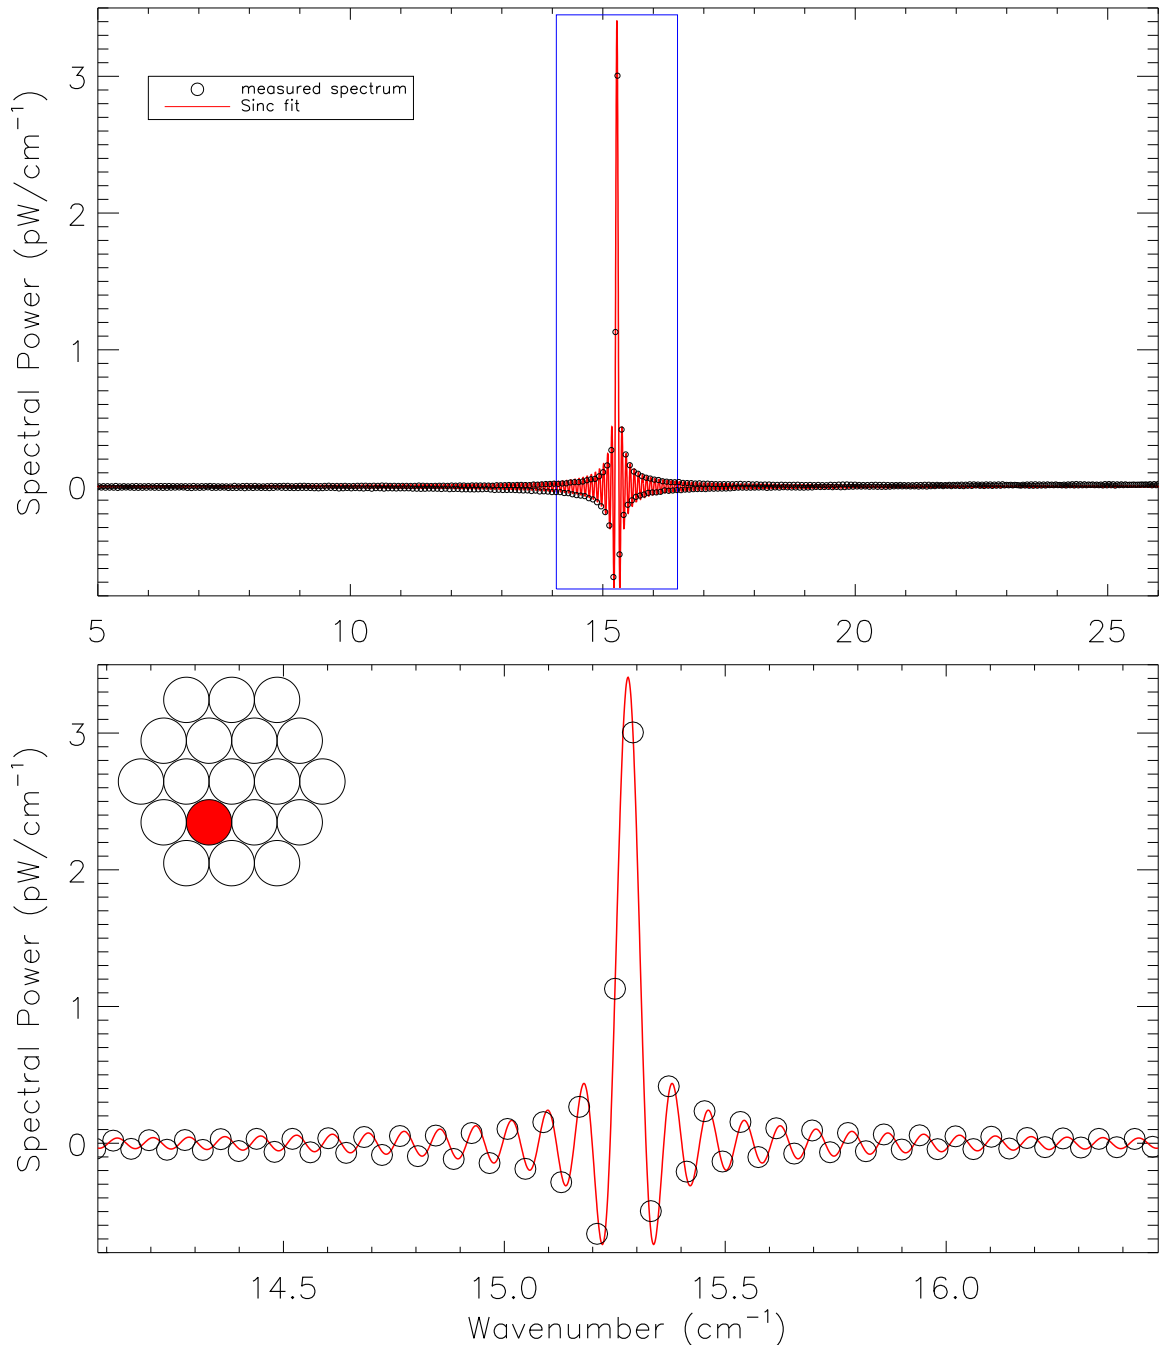 Spectral Power (pW/cm⁻¹)
3
2
1
0
measured spectrum
Sinc fit
5 10 15 20 25
Spectral Power (pW/cm⁻¹)
3
2
1
0
14.5 15.0 15.5 16.0
Wavenumber (cm⁻¹)